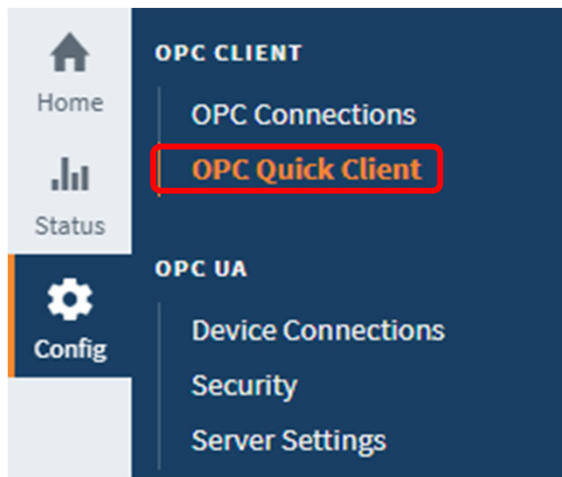 Home
Status
Config
OPC CLIENT
OPC Connections
OPC Quick Client
OPC UA
Device Connections
Security
Server Settings